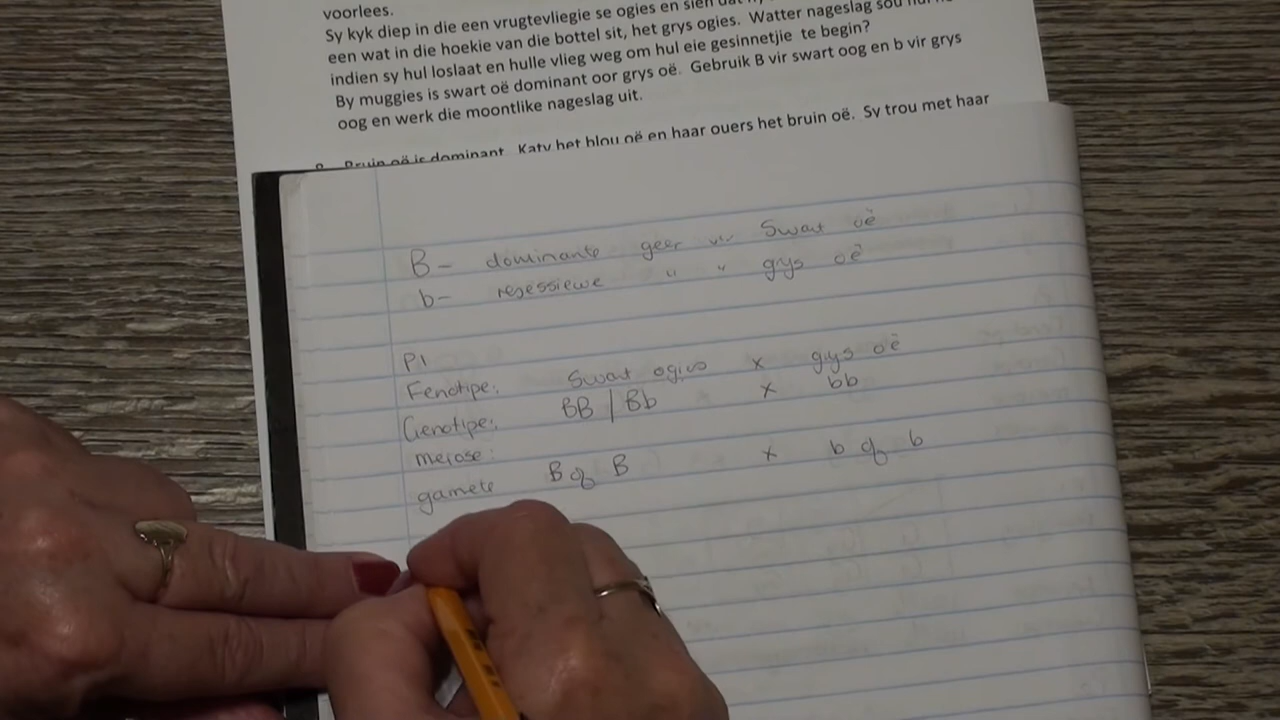 voorlees.
Sy kyk diep in die een vrugtevliegie se ogies en sien dat
een wat in die hoekie van die bottel sit, het grys ogies. Watter nageslag sou
indien sy hul loslaat en hulle vlieg weg om hul eie gesinnetjie te begin?
By muggies is swart oë dominant oor grys oë. Gebruik B vir swart oog en b vir grys
oog en werk die moontlike nageslag uit.
Bruin oë is dominant. Katy het blou oë en haar ouers het bruin oë. Sy trou met haar
B - dominante geen vir Swart oë
b - resessiewe " " grys oë
P1
Fenotipe: Swart ogies x grys oë
Genotipe: BB | Bb x bb
meiose:
gamete B of B x b of b